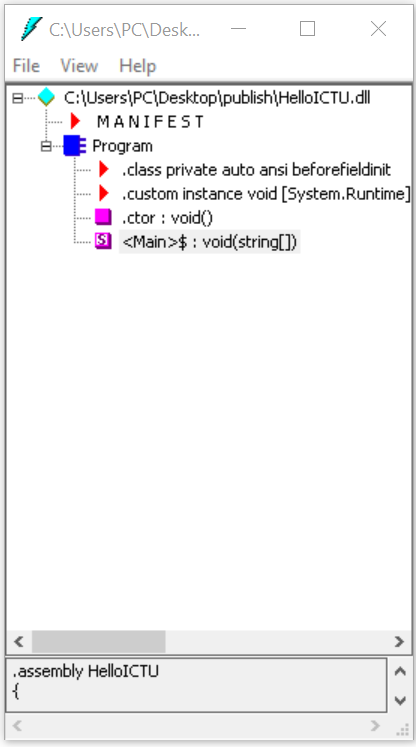 C:\Users\PC\Desk...
File View Help
C:\Users\PC\Desktop\publish\HelloICTU.dll
M A N I F E S T
Program
.class private auto ansi beforefieldinit
.custom instance void [System.Runtime]
.ctor : void()
S <Main>$ : void(string[])
.assembly HelloICTU
{